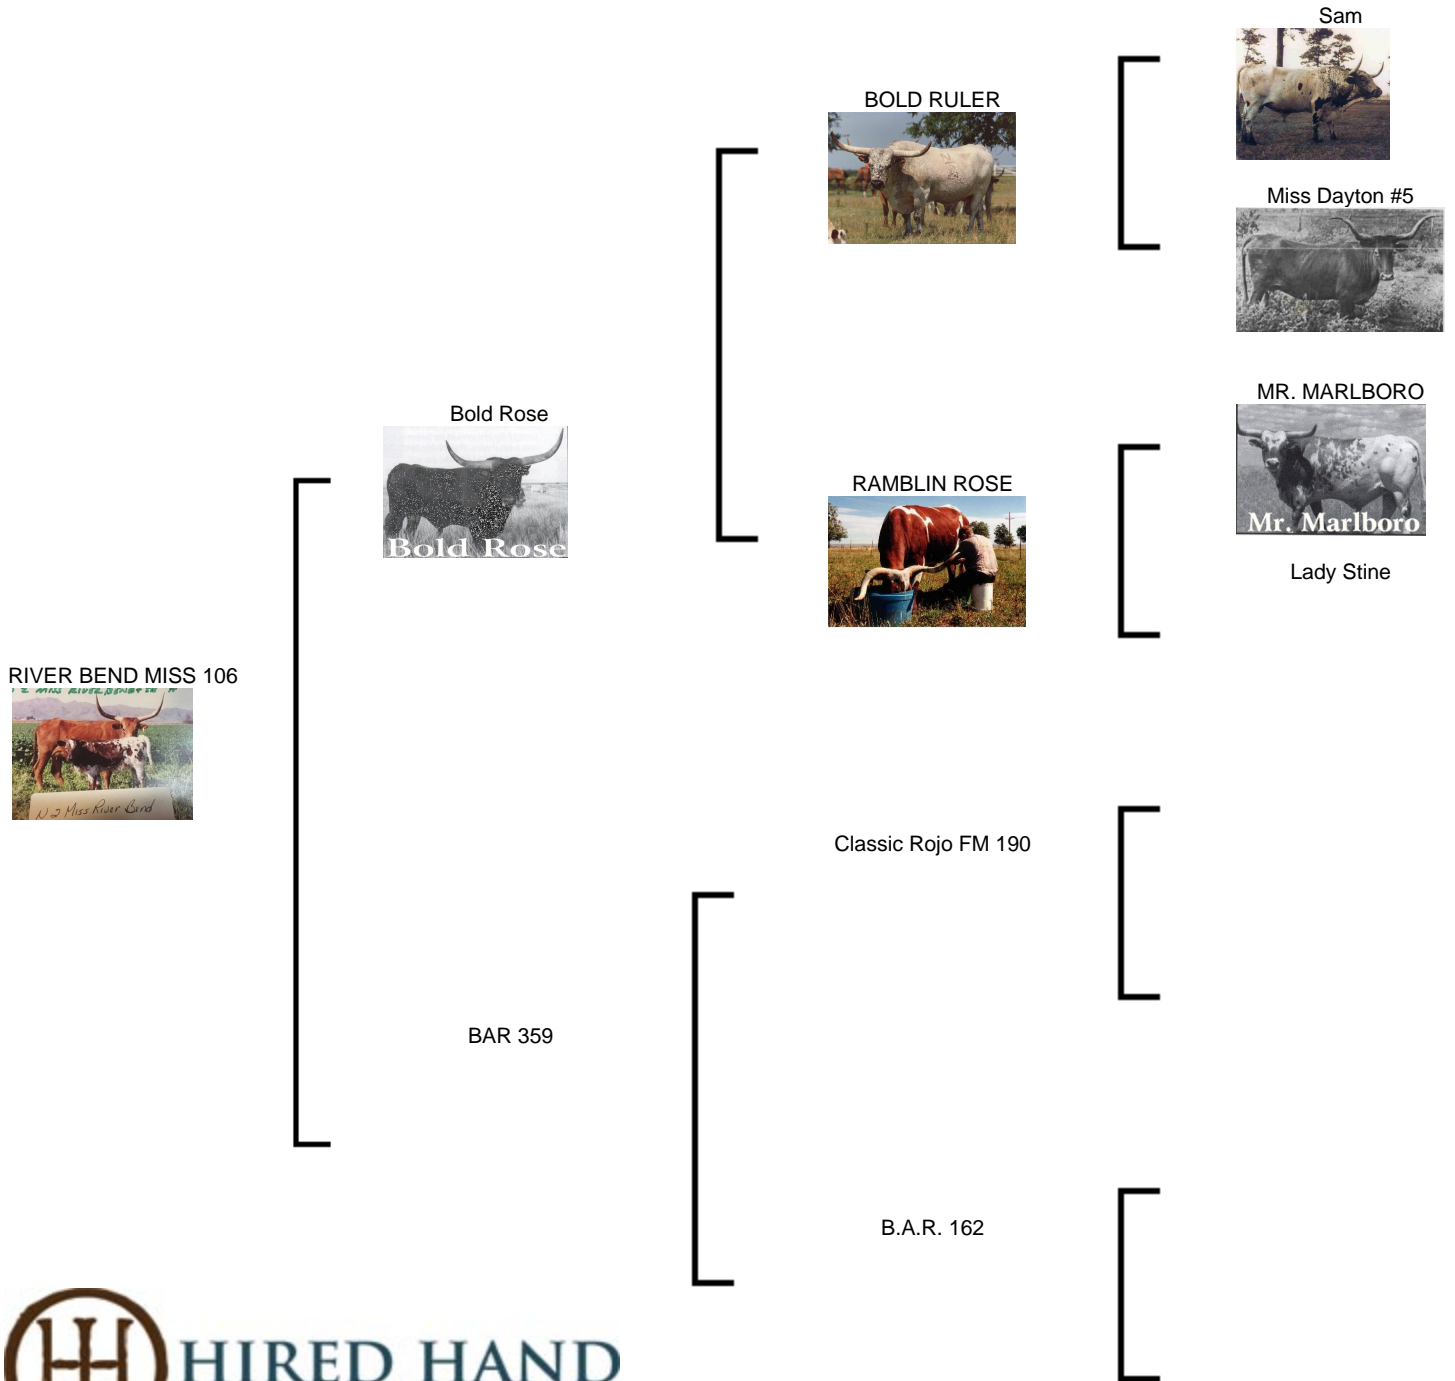 Sam
BOLD RULER
Miss Dayton #5
MR. MARLBORO
Mr. Marlboro
Bold Rose
Bold Rose
RAMBLIN ROSE
Lady Stine
RIVER BEND MISS 106
N 2 Miss River Bend
Classic Rojo FM 190
BAR 359
B.A.R. 162
HIRED HAND